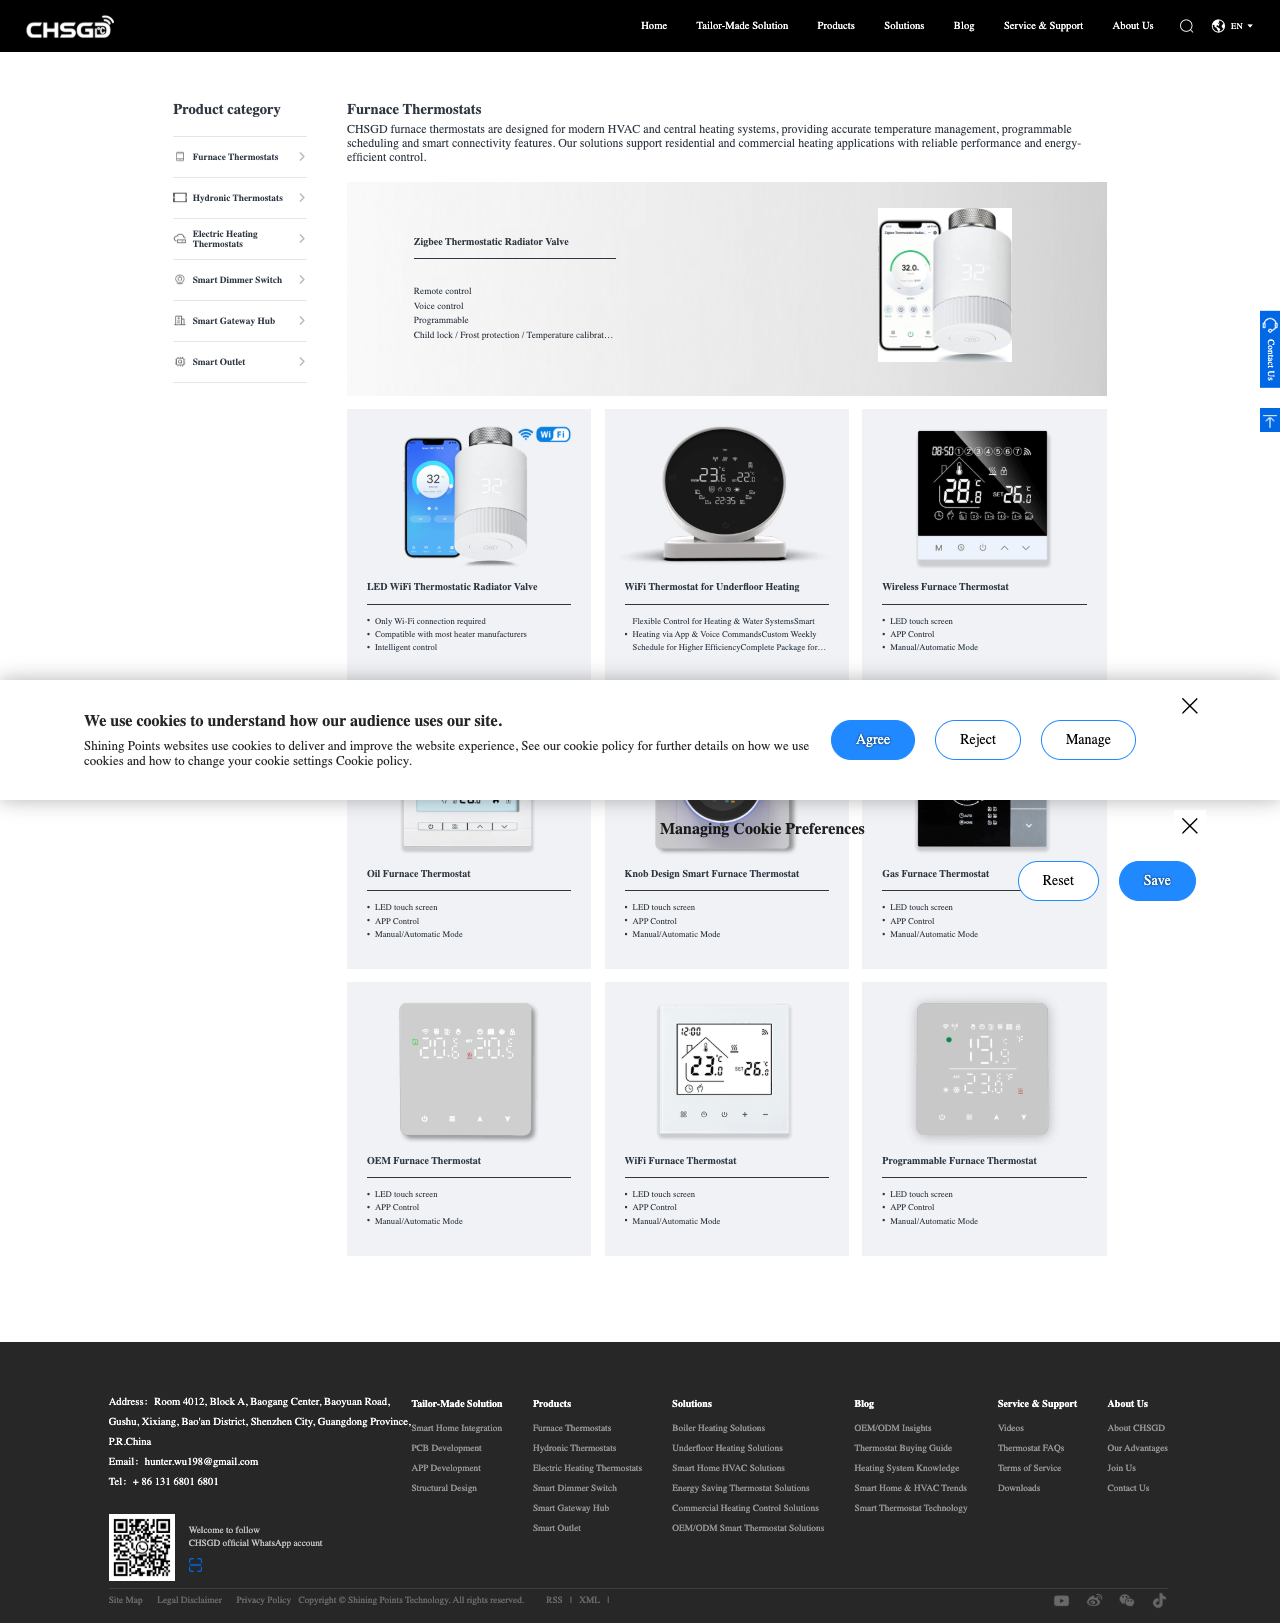 CHSGD
Home Tailor-Made Solution Products Solutions Blog Service & Support About Us EN
Product category
Furnace Thermostats
Hydronic Thermostats
Electric Heating
Thermostats
Smart Dimmer Switch
Smart Gateway Hub
Smart Outlet
Furnace Thermostats
CHSGD furnace thermostats are designed for modern HVAC and central heating systems, providing accurate temperature management, programmable
scheduling and smart connectivity features. Our solutions support residential and commercial heating applications with reliable performance and energy-
efficient control.
Zigbee Thermostatic Radiator Valve
Remote control
Voice control
Programmable
Child lock / Frost protection / Temperature calibrat…
Contact Us
LED WiFi Thermostatic Radiator Valve
• Only Wi-Fi connection required
• Compatible with most heater manufacturers
• Intelligent control
WiFi Thermostat for Underfloor Heating
Flexible Control for Heating & Water SystemsSmart
• Heating via App & Voice CommandsCustom Weekly
Schedule for Higher EfficiencyComplete Package for…
Wireless Furnace Thermostat
• LED touch screen
• APP Control
• Manual/Automatic Mode
We use cookies to understand how our audience uses our site.
Shining Points websites use cookies to deliver and improve the website experience, See our cookie policy for further details on how we use
cookies and how to change your cookie settings Cookie policy.
Agree Reject Manage
Managing Cookie Preferences
Reset Save
Oil Furnace Thermostat
• LED touch screen
• APP Control
• Manual/Automatic Mode
Knob Design Smart Furnace Thermostat
• LED touch screen
• APP Control
• Manual/Automatic Mode
Gas Furnace Thermostat
• LED touch screen
• APP Control
• Manual/Automatic Mode
OEM Furnace Thermostat
• LED touch screen
• APP Control
• Manual/Automatic Mode
WiFi Furnace Thermostat
• LED touch screen
• APP Control
• Manual/Automatic Mode
Programmable Furnace Thermostat
• LED touch screen
• APP Control
• Manual/Automatic Mode
Address：Room 4012, Block A, Baogang Center, Baoyuan Road,
Gushu, Xixiang, Bao'an District, Shenzhen City, Guangdong Province,
P.R.China
Email：hunter.wu198@gmail.com
Tel：+ 86 131 6801 6801
Welcome to follow
CHSGD official WhatsApp account
Tailor-Made Solution
Smart Home Integration
PCB Development
APP Development
Structural Design
Products
Furnace Thermostats
Hydronic Thermostats
Electric Heating Thermostats
Smart Dimmer Switch
Smart Gateway Hub
Smart Outlet
Solutions
Boiler Heating Solutions
Underfloor Heating Solutions
Smart Home HVAC Solutions
Energy Saving Thermostat Solutions
Commercial Heating Control Solutions
OEM/ODM Smart Thermostat Solutions
Blog
OEM/ODM Insights
Thermostat Buying Guide
Heating System Knowledge
Smart Home & HVAC Trends
Smart Thermostat Technology
Service & Support
Videos
Thermostat FAQs
Terms of Service
Downloads
About Us
About CHSGD
Our Advantages
Join Us
Contact Us
Site Map Legal Disclaimer Privacy Policy Copyright © Shining Points Technology. All rights reserved. RSS | XML |